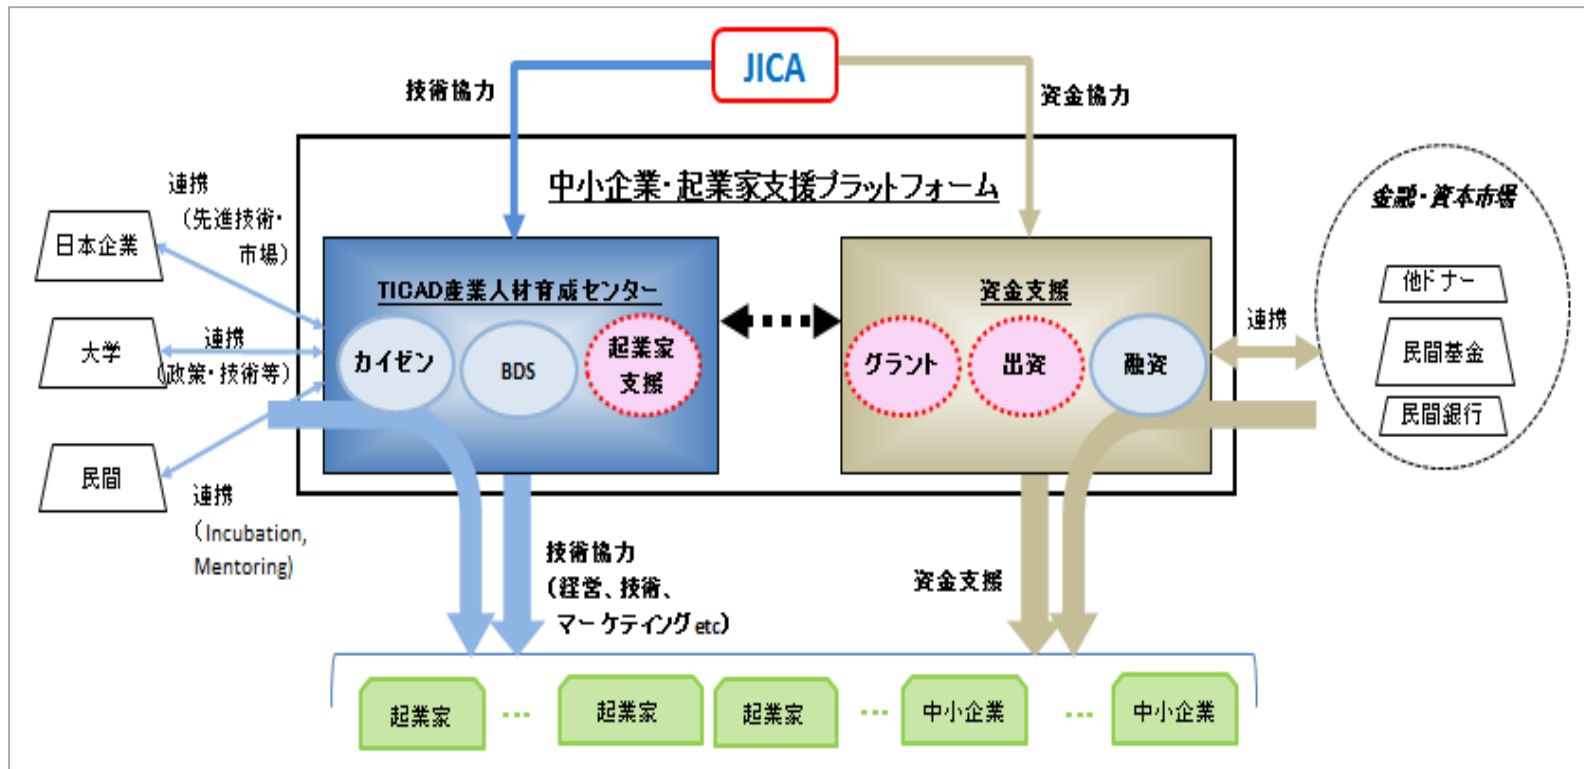 JICA
技術協力
資金協力
中小企業・起業家支援プラットフォーム
連携
（先進技術・
市場）
日本企業
大学
連携
（政策・技術等）
民間
連携
（Incubation,
Mentoring）
TICAD産業人材育成センター
カイゼン
BDS
起業家
支援
資金支援
グラント
出資
融資
連携
金融・資本市場
他ドナー
民間基金
民間銀行
技術協力
（経営、技術、
マーケティングetc）
資金支援
起業家
…
起業家
起業家
…
中小企業
…
中小企業